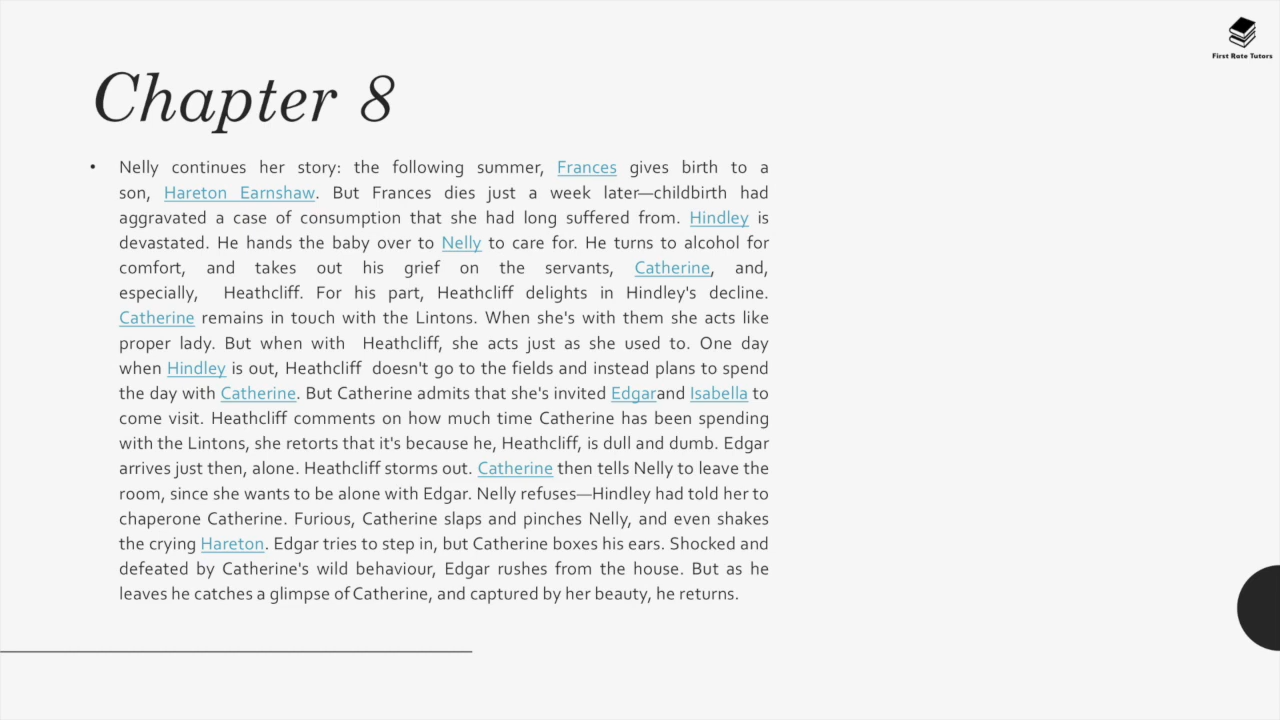 First Rate Tutors
Chapter 8
• Nelly continues her story: the following summer, Frances gives birth to a
son, Hareton Earnshaw. But Frances dies just a week later—childbirth had
aggravated a case of consumption that she had long suffered from. Hindley is
devastated. He hands the baby over to Nelly to care for. He turns to alcohol for
comfort, and takes out his grief on the servants, Catherine, and,
especially, Heathcliff. For his part, Heathcliff delights in Hindley's decline.
Catherine remains in touch with the Lintons. When she's with them she acts like
proper lady. But when with Heathcliff, she acts just as she used to. One day
when Hindley is out, Heathcliff doesn't go to the fields and instead plans to spend
the day with Catherine. But Catherine admits that she's invited Edgarand Isabella to
come visit. Heathcliff comments on how much time Catherine has been spending
with the Lintons, she retorts that it's because he, Heathcliff, is dull and dumb. Edgar
arrives just then, alone. Heathcliff storms out. Catherine then tells Nelly to leave the
room, since she wants to be alone with Edgar. Nelly refuses—Hindley had told her to
chaperone Catherine. Furious, Catherine slaps and pinches Nelly, and even shakes
the crying Hareton. Edgar tries to step in, but Catherine boxes his ears. Shocked and
defeated by Catherine's wild behaviour, Edgar rushes from the house. But as he
leaves he catches a glimpse of Catherine, and captured by her beauty, he returns.